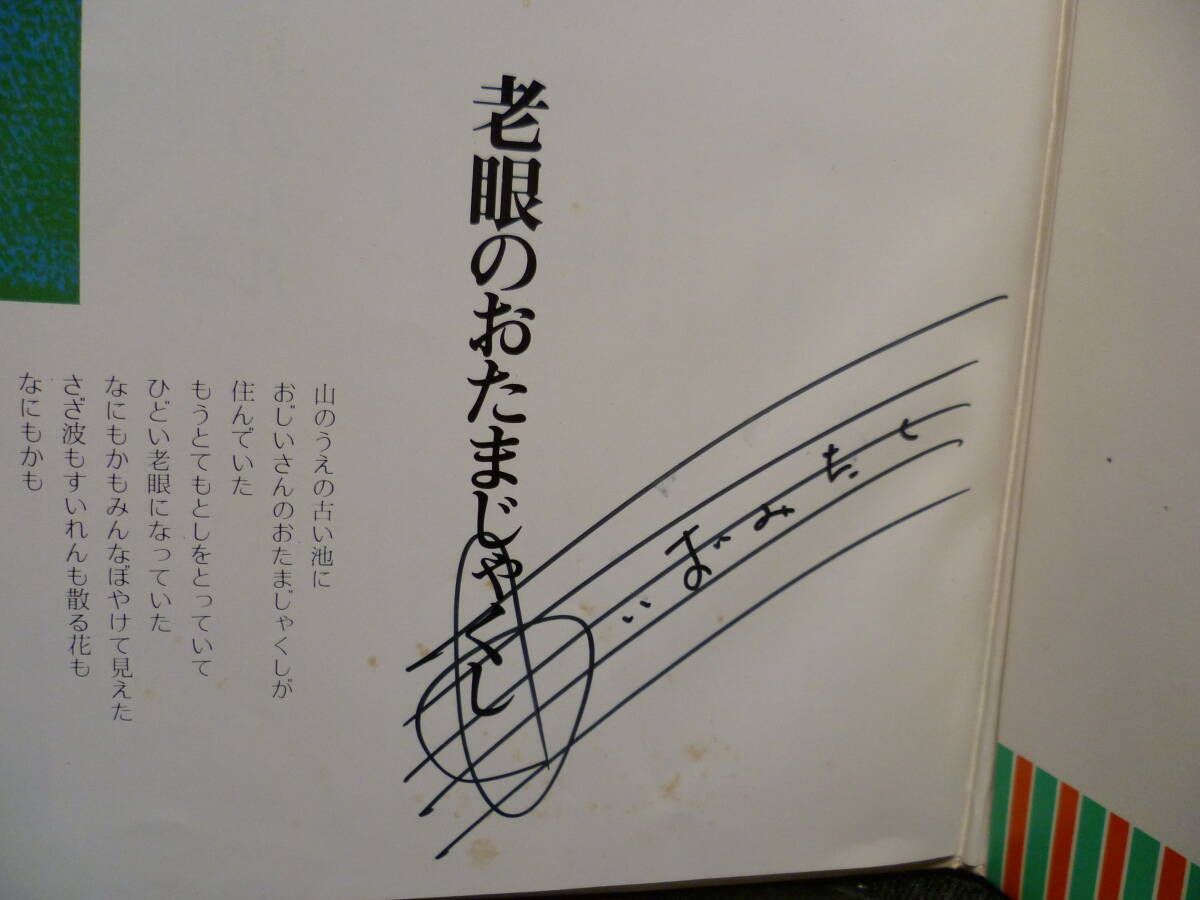 老眼のおたまじゃくし
山のうえの古い池に
おじいさんのおたまじゃくしが
住んでいた
もうとてもとしをとっていて
ひどい老眼になっていた
なにもかもみんなぼやけて見えた
さざ波もすいれんも散る花も
なにもかも